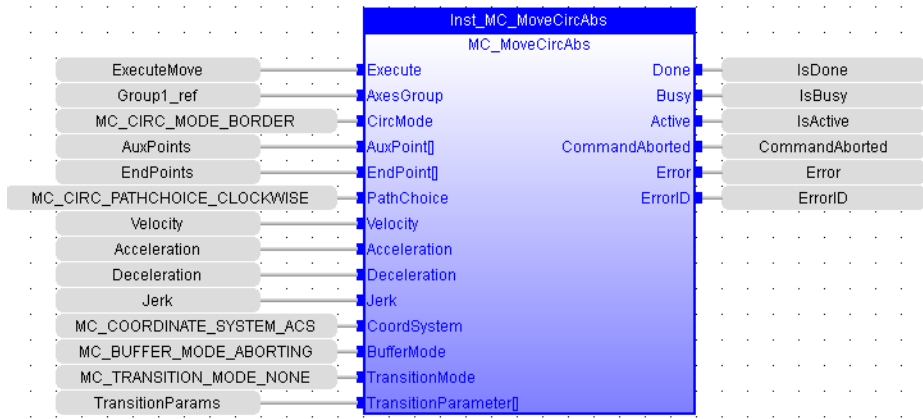 Inst_MC_MoveCircAbs
MC_MoveCircAbs
ExecuteMove Execute Done IsDone
Group1_ref AxesGroup Busy IsBusy
MC_CIRC_MODE_BORDER CircMode Active IsActive
AuxPoints AuxPoint[] CommandAborted CommandAborted
EndPoints EndPoint[] Error Error
MC_CIRC_PATHCHOICE_CLOCKWISE PathChoice ErrorID ErrorID
Velocity Velocity
Acceleration Acceleration
Deceleration Deceleration
Jerk Jerk
MC_COORDINATE_SYSTEM_ACS CoordSystem
MC_BUFFER_MODE_ABORTING BufferMode
MC_TRANSITION_MODE_NONE TransitionMode
TransitionParams TransitionParameter[]